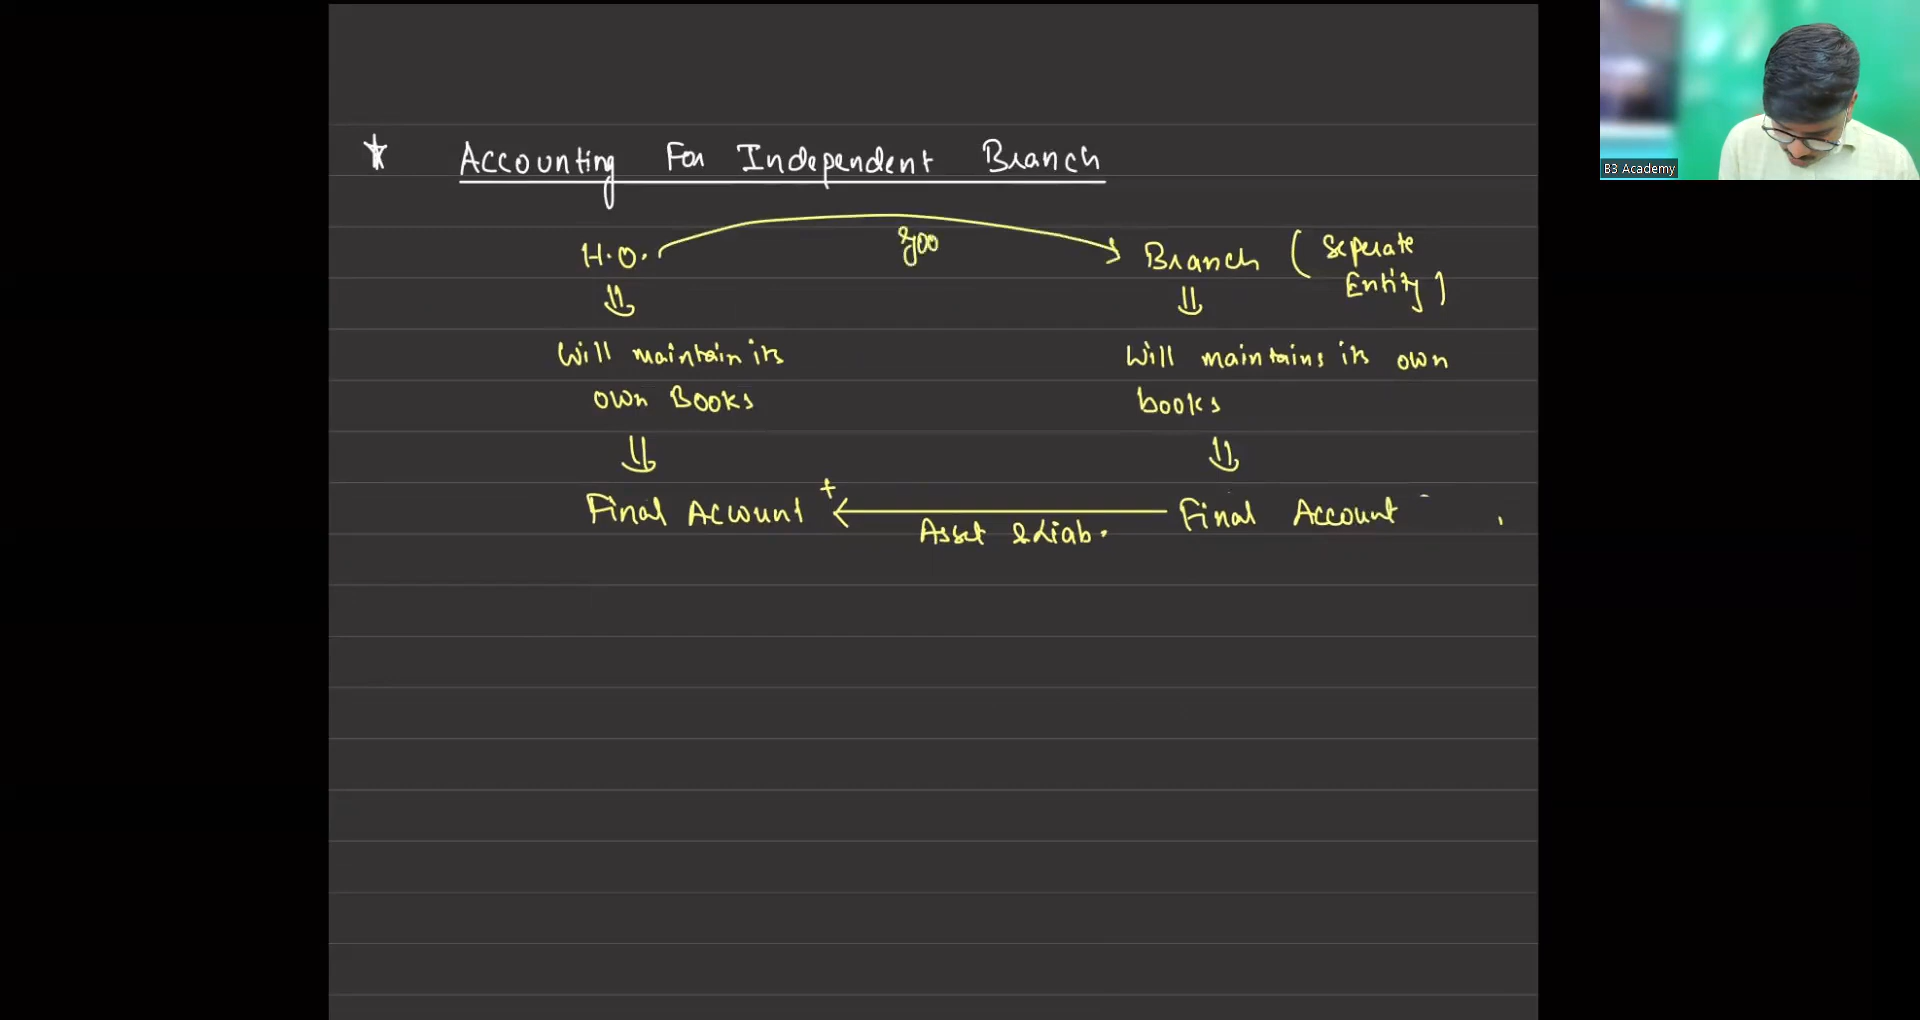 * Accounting For Independent Branch
H.O. Branch (Seperate
Entity)
Will maintain its
own Books
Will maintains its own
books
Final Account + Final Account
Asset & Liab.
B3 Academy